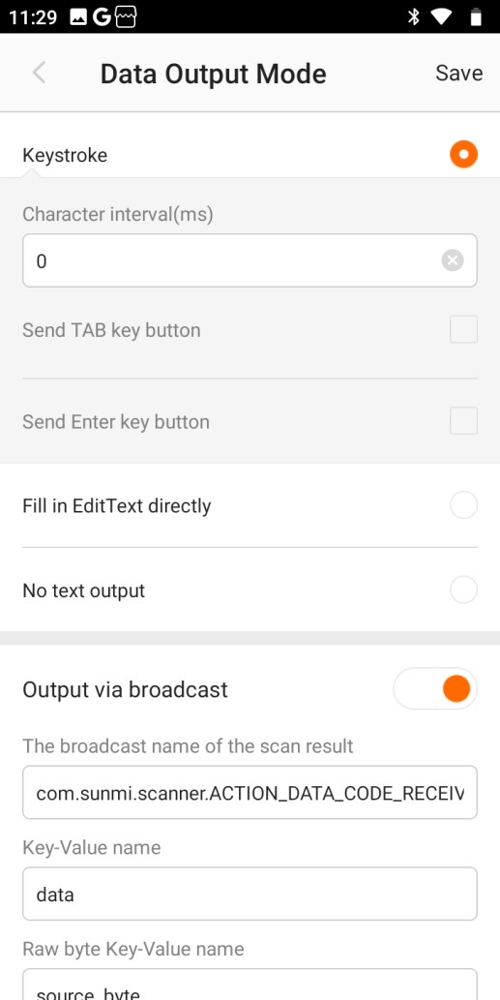 11:29
Data Output Mode
Save
Keystroke
Character interval(ms)
0
Send TAB key button
Send Enter key button
Fill in EditText directly
No text output
Output via broadcast
The broadcast name of the scan result
com.sunmi.scanner.ACTION_DATA_CODE_RECEIV
Key-Value name
data
Raw byte Key-Value name
source_byte